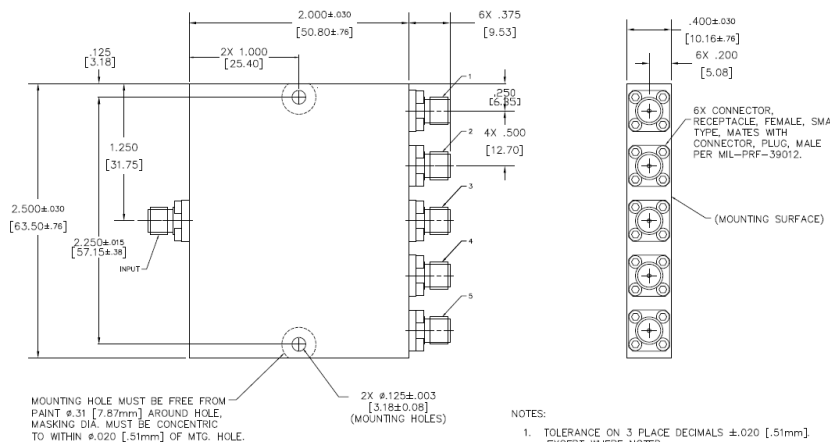 2.000±.030
[50.80±.76]
6X .375
[9.53]
2X 1.000
[25.40]
.125
[3.18]
.250
[6.35]
4X .500
[12.70]
1.250
[31.75]
2.500±.030
[63.50±.76]
2.250±.015
[57.15±.38]
INPUT
1
2
3
4
5
.400±.030
[10.16±.76]
6X .200
[5.08]
6X CONNECTOR,
RECEPTACLE, FEMALE, SMA
TYPE, MATES WITH
CONNECTOR, PLUG, MALE
PER MIL-PRF-39012.
(MOUNTING SURFACE)
MOUNTING HOLE MUST BE FREE FROM
PAINT ø.31 [7.87mm] AROUND HOLE,
MASKING DIA. MUST BE CONCENTRIC
TO WITHIN ø.020 [.51mm] OF MTG. HOLE.
2X ø.125±.003
[3.18±0.08]
(MOUNTING HOLES)
NOTES:
1. TOLERANCE ON 3 PLACE DECIMALS ±.020 [.51mm].
EXCEPT WHERE NOTED